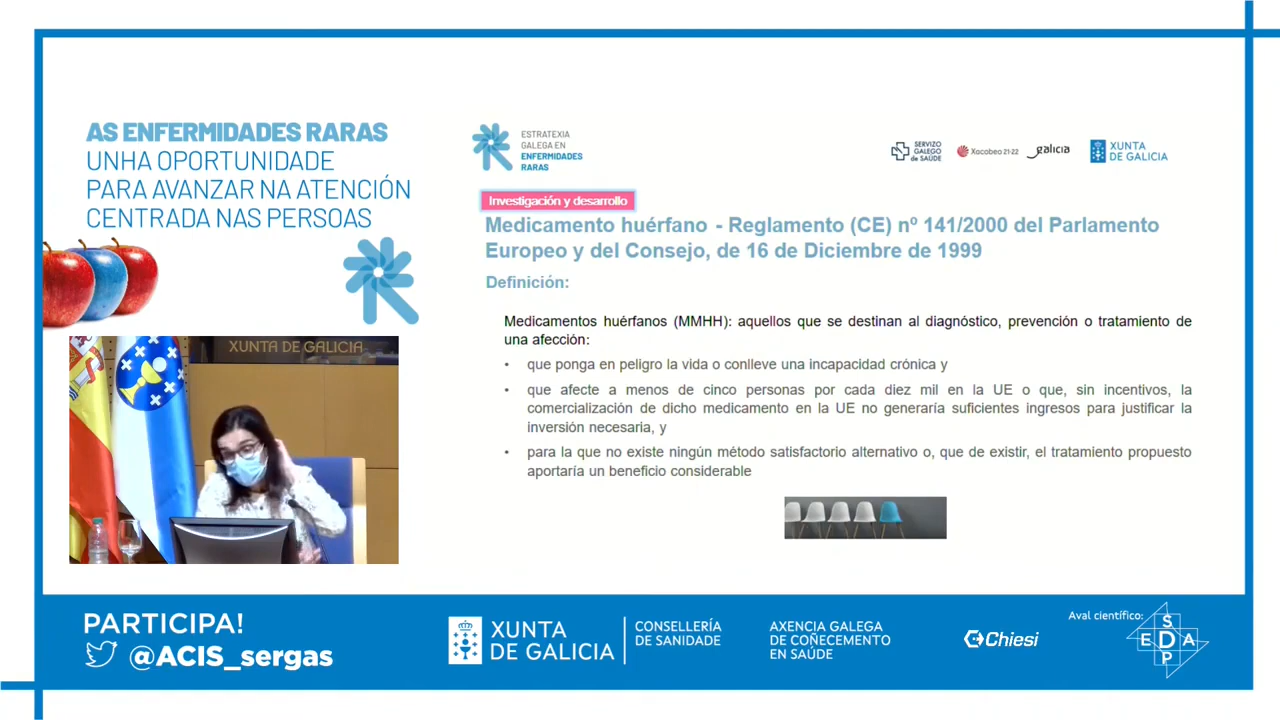 AS ENFERMIDADES RARAS
UNHA OPORTUNIDADE
PARA AVANZAR NA ATENCIÓN
CENTRADA NAS PERSOAS
XUNTA DE GALICIA
ESTRATEXIA
GALEGA EN
ENFERMIDADES
RARAS
SERVIZO
GALEGO
de SAÚDE
Xacobeo 21·22
galicia
XUNTA
DE GALICIA
Investigación y desarrollo
Medicamento huérfano - Reglamento (CE) nº 141/2000 del Parlamento
Europeo y del Consejo, de 16 de Diciembre de 1999
Definición:
Medicamentos huérfanos (MMHH): aquellos que se destinan al diagnóstico, prevención o tratamiento de
una afección:
• que ponga en peligro la vida o conlleve una incapacidad crónica y
• que afecte a menos de cinco personas por cada diez mil en la UE o que, sin incentivos, la
comercialización de dicho medicamento en la UE no generaría suficientes ingresos para justificar la
inversión necesaria, y
• para la que no existe ningún método satisfactorio alternativo o, que de existir, el tratamiento propuesto
aportaría un beneficio considerable
PARTICIPA!
@ACIS_sergas
XUNTA
DE GALICIA
CONSELLERÍA
DE SANIDADE
AXENCIA GALEGA
DE COÑECEMENTO
EN SAÚDE
Chiesi
Aval científico:
S
E D A
P